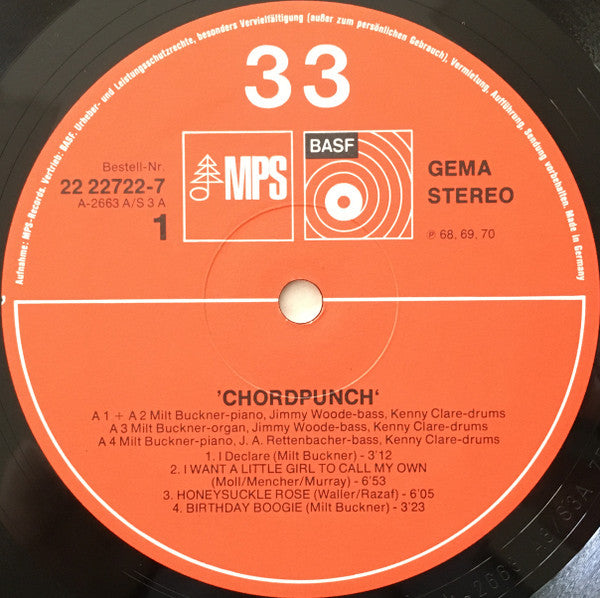 Aufnahme: MPS-Records. Vertrieb: BASF. Urheber- und Leistungsschutzrechte, besonders Vervielfältigung (außer zum persönlichen Gebrauch), Vermietung, Aufführung, Sendung vorbehalten. Made in Germany
33
Bestell-Nr.
22 22722-7
A-2663 A/S 3 A
1
MPS
BASF
GEMA
STEREO
℗ 68, 69, 70
'CHORDPUNCH'
A 1 + A 2 Milt Buckner-piano, Jimmy Woode-bass, Kenny Clare-drums
A 3 Milt Buckner-organ, Jimmy Woode-bass, Kenny Clare-drums
A 4 Milt Buckner-piano, J. A. Rettenbacher-bass, Kenny Clare-drums
1. I Declare (Milt Buckner) - 3'12
2. I WANT A LITTLE GIRL TO CALL MY OWN
(Moll/Mencher/Murray) - 6'53
3. HONEYSUCKLE ROSE (Waller/Razaf) - 6'05
4. BIRTHDAY BOOGIE (Milt Buckner) - 3'23